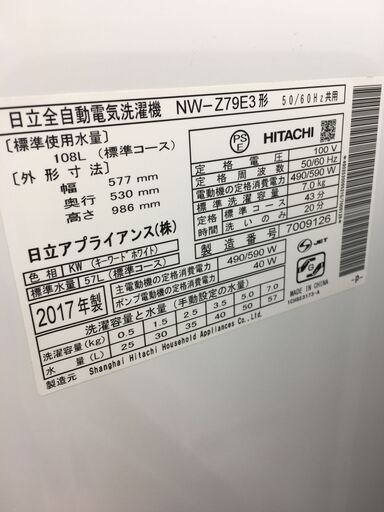 日立全自動電気洗濯機 NW-Z79E3形 50/60Hz共用
[標準使用水量]
108L (標準コース)
[外形寸法]
幅 577 mm
奥行 530 mm
高さ 986 mm
日立アプライアンス(株)
PS
E
HITACHI
定格電圧 100 V
定格周波数 50/60 Hz
電動機の定格消費電力 490/590 W
標準洗濯容量 7.0 kg
標準コース 43 分
時間洗いのみ 20 分
製造番号 7009126
色相 KW (キーワード ホワイト)
標準水量 57L (標準コース)
2017年製
主電動機の定格消費電力 490/590 W
ポンプ電動機の定格消費電力 40 W
S JET
MADE IN CHINA
洗濯容量と水量 (手動設定の水量)
洗濯容量(kg) 0.5 1.5 2.5 3.5 5.0 7.0
水量(L) 25 30 35 40 50 57
製造元 Shanghai Hitachi Household Appliances Co., Ltd.
-P-